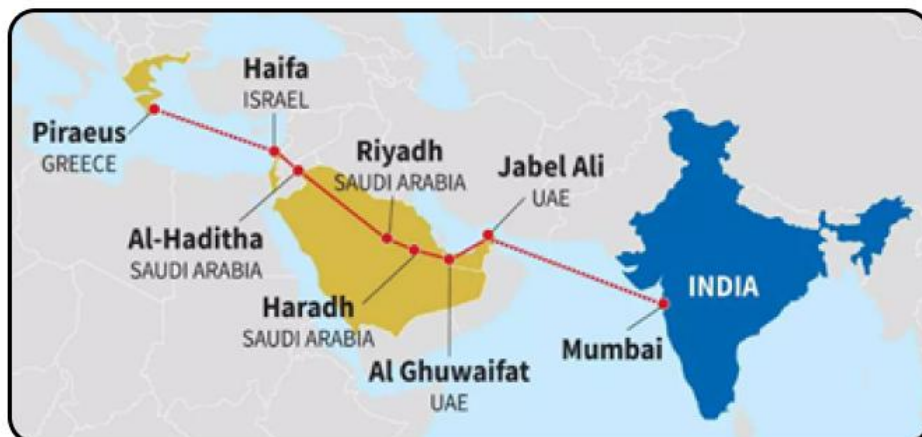 Haifa
ISRAEL
Piraeus
GREECE
Riyadh
SAUDI ARABIA
Jabel Ali
UAE
Al-Haditha
SAUDI ARABIA
Haradh
SAUDI ARABIA
INDIA
Mumbai
Al Ghuwaifat
UAE